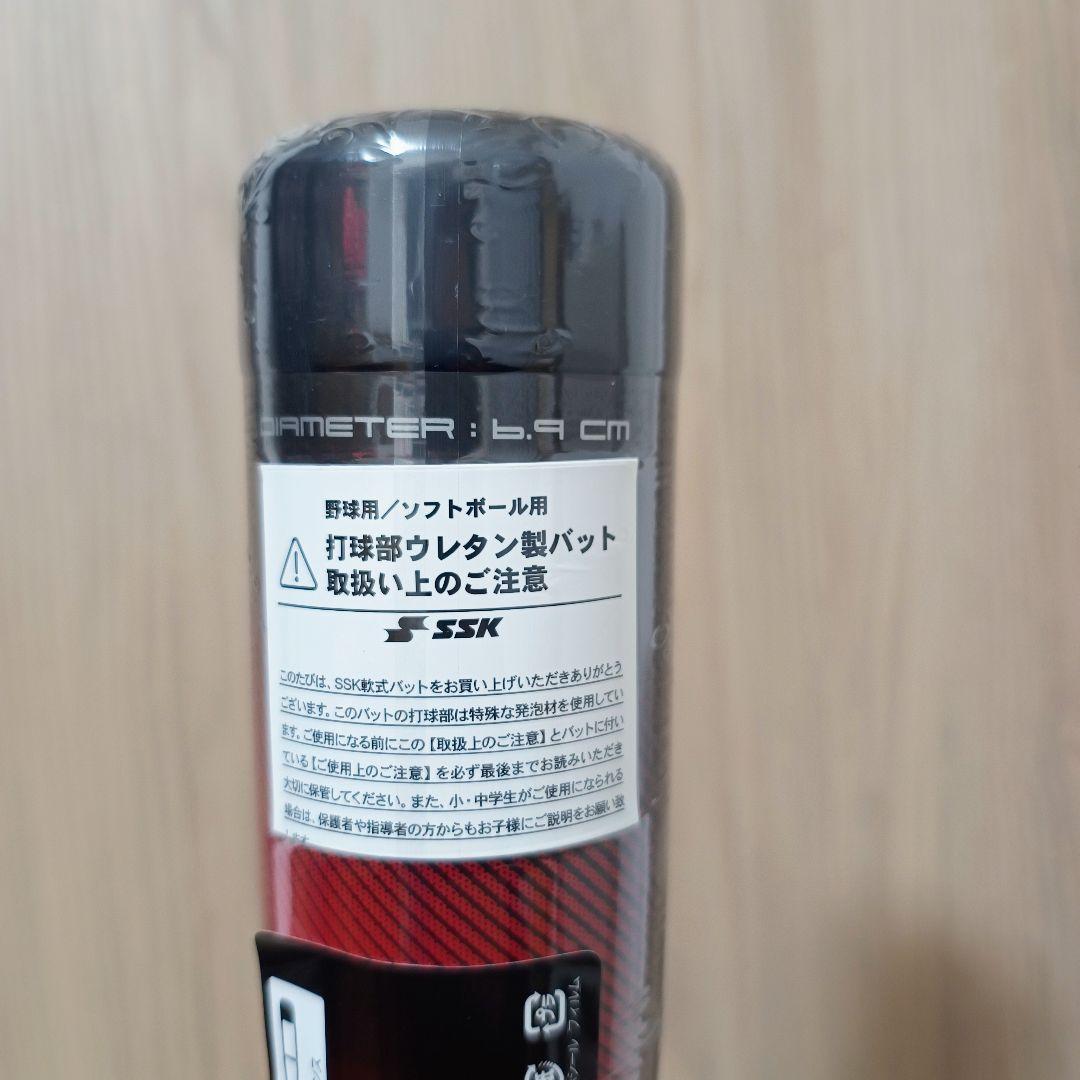 DIAMETER : 6.9 CM
野球用／ソフトボール用
打球部ウレタン製バット
取扱い上のご注意
SSK
このたびは、SSK軟式バットをお買い上げいただきありがとう
ございます。このバットの打球部は特殊な発泡材を使用してい
ます。ご使用になる前にこの【取扱上のご注意】とバットに付い
ている【ご使用上のご注意】を必ず最後までお読みいただき
大切に保管してください。また、小・中学生がご使用になられる
場合は、保護者や指導者の方からもお子様にご説明をお願い致
します。